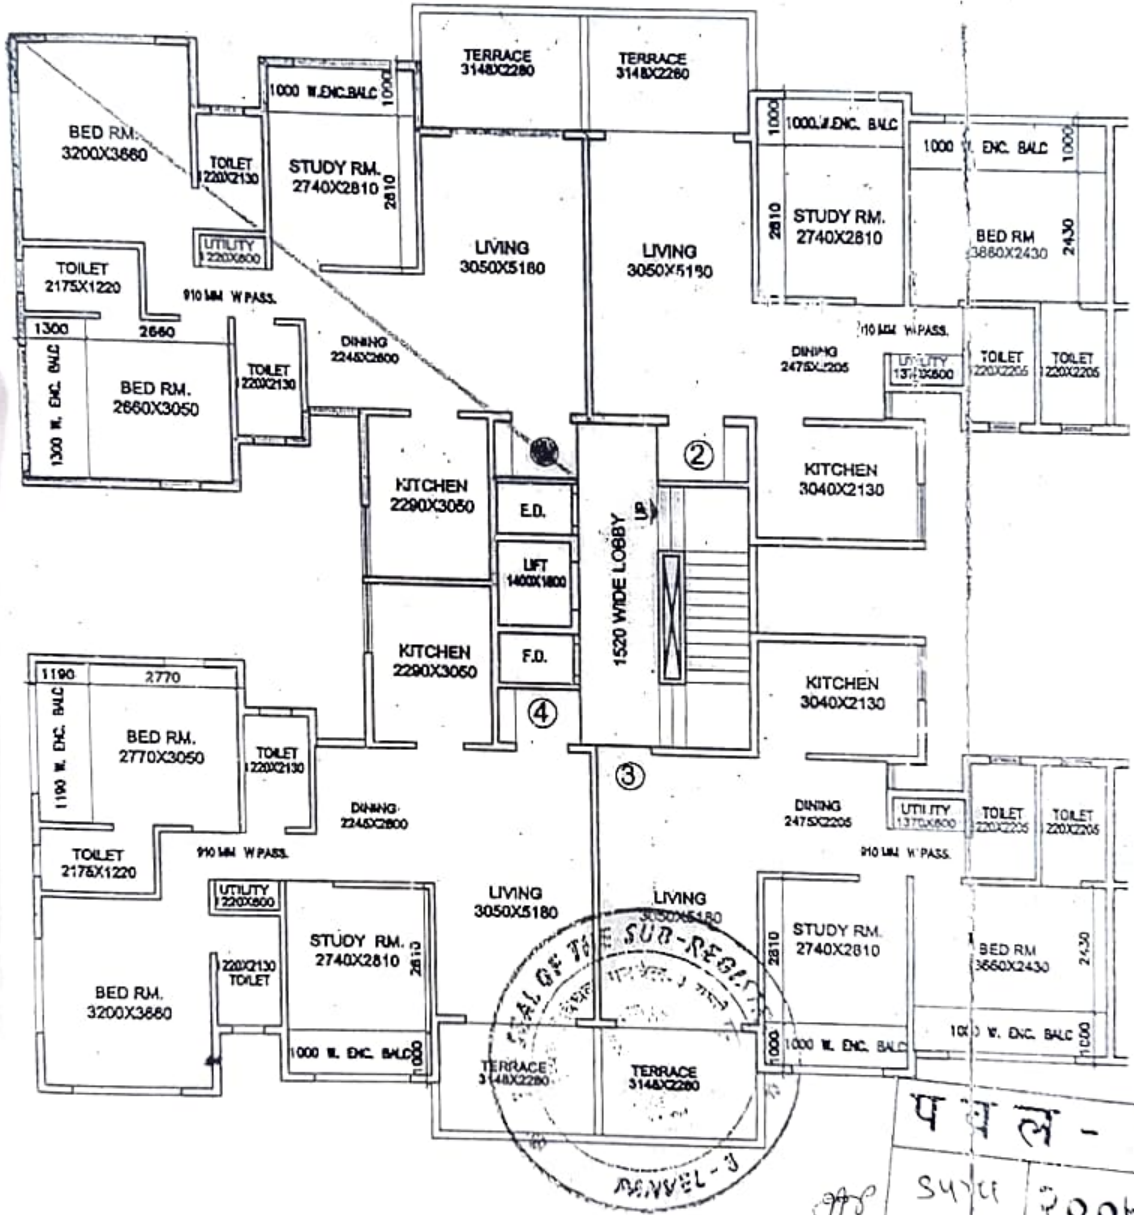 TERRACE
3148X2280
TERRACE
3148X2280
1000 W.ENC.BALC
1000
1000
1000 W.ENC. BALC
1000 W. ENC. BALC
1000
BED RM.
3200X3660
TOILET
1220X2130
STUDY RM.
2740X2810
2810
LIVING
3050X5180
LIVING
3050X5180
2810
STUDY RM.
2740X2810
BED RM
3660X2430
2430
UTILITY
1220X600
TOILET
2175X1220
910 MM W PASS.
1300
2660
1300 W. ENC. BALC
BED RM.
2660X3050
TOILET
1220X2130
DINING
2245X2600
DINING
2475X2205
910 MM W PASS.
UTILITY
1370X600
TOILET
1220X2205
TOILET
1220X2205
KITCHEN
2290X3050
②
KITCHEN
3040X2130
E.D.
UP
LIFT
1400X1600
1520 WIDE LOBBY
KITCHEN
2290X3050
F.D.
KITCHEN
3040X2130
④
③
1190
2770
1190 W. ENC. BALC
BED RM.
2770X3050
TOILET
1220X2130
DINING
2245X2600
DINING
2475X2205
UTILITY
1370X600
TOILET
1220X2205
TOILET
1220X2205
TOILET
2175X1220
910 MM W PASS.
910 MM W PASS.
UTILITY
1220X600
LIVING
3050X5180
LIVING
3050X5180
STUDY RM.
2740X2810
2810
2810
STUDY RM.
2740X2810
BED RM
3660X2430
2430
BED RM.
3200X3660
1220X2130
TOILET
1000 W. ENC. BALC
1000
1000
1000 W. ENC. BALC
1000 W. ENC. BALC
1000
TERRACE
3148X2280
TERRACE
3148X2280
SEAL OF THE SUB-REGISTR
PANVEL-2
प व ल -